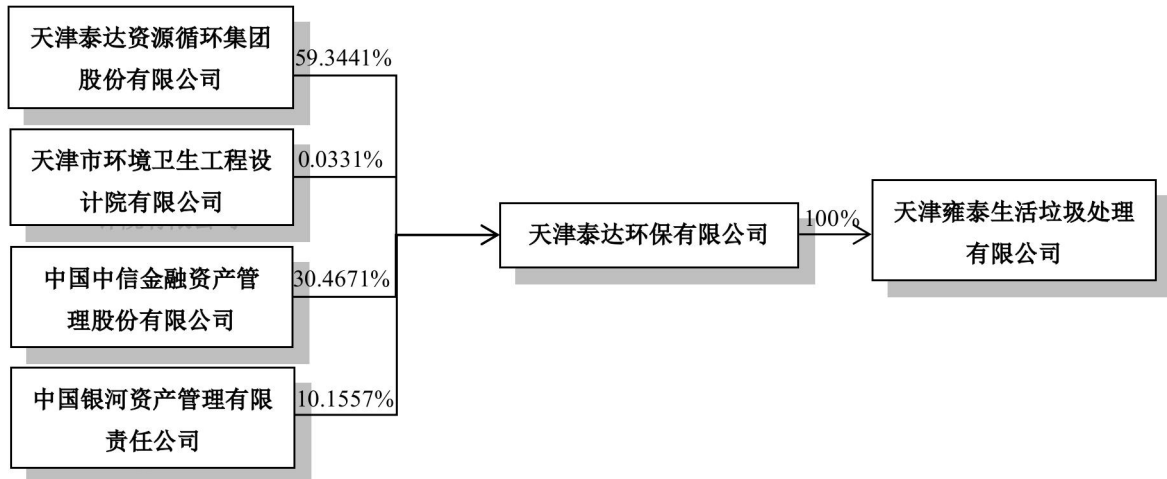 天津泰达资源循环集团
股份有限公司
59.3441%
天津市环境卫生工程设
计院有限公司
0.0331%
中国中信金融资产管
理股份有限公司
30.4671%
中国银河资产管理有限
责任公司
10.1557%
天津泰达环保有限公司
100%
天津雍泰生活垃圾处理
有限公司